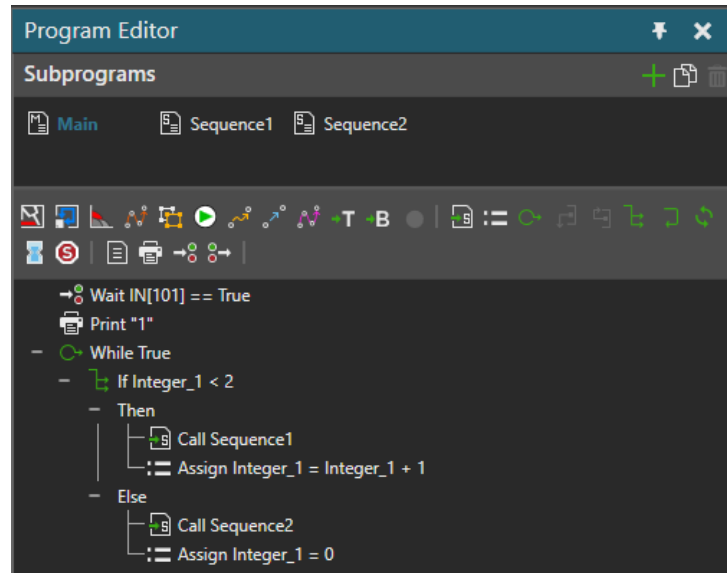 Program Editor
Subprograms
Main Sequence1 Sequence2
Wait IN[101] == True
Print "1"
While True
If Integer_1 < 2
Then
Call Sequence1
Assign Integer_1 = Integer_1 + 1
Else
Call Sequence2
Assign Integer_1 = 0